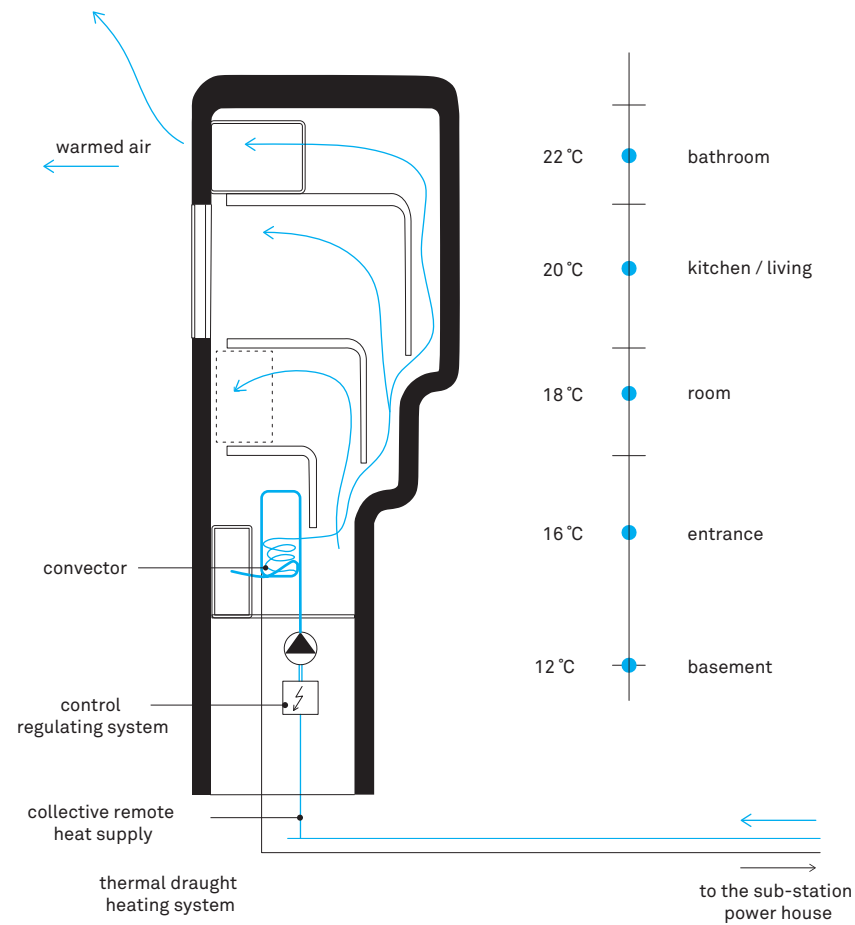 warmed air
22 °C
bathroom
20 °C
kitchen / living
18 °C
room
16 °C
entrance
convector
12 °C
basement
control
regulating system
collective remote
heat supply
thermal draught
heating system
to the sub-station
power house